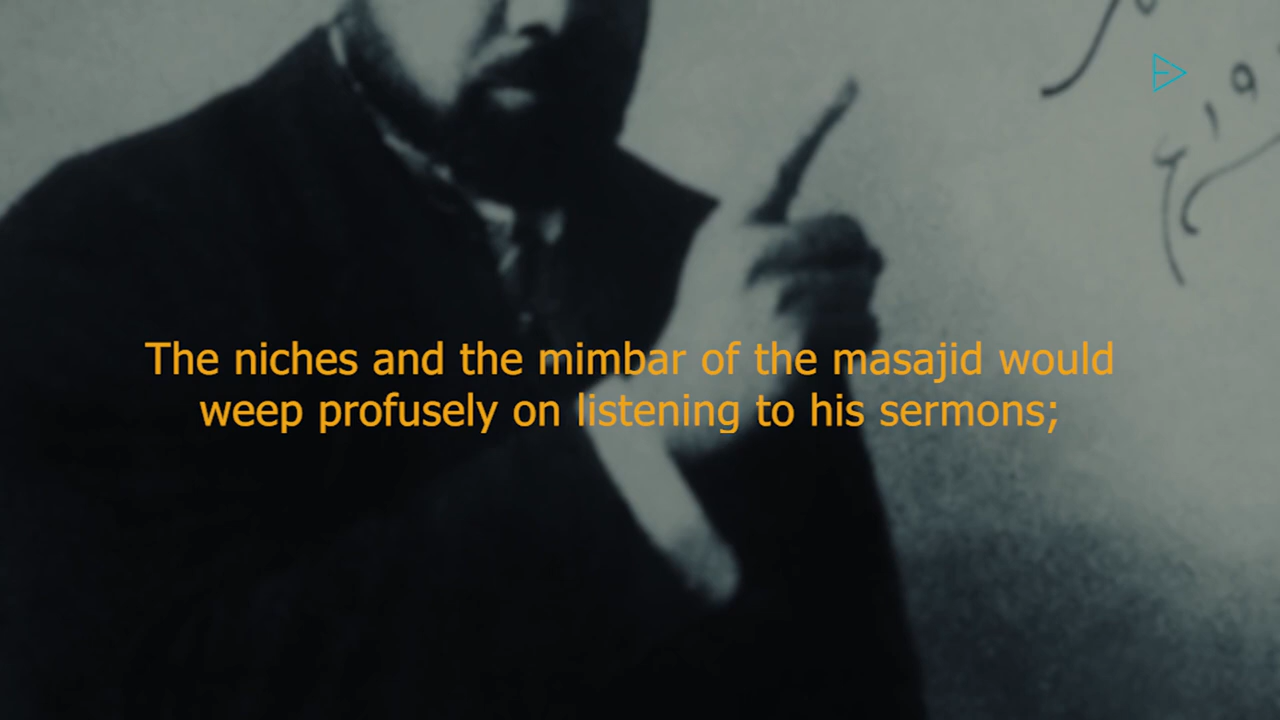 The niches and the mimbar of the masajid would
weep profusely on listening to his sermons;